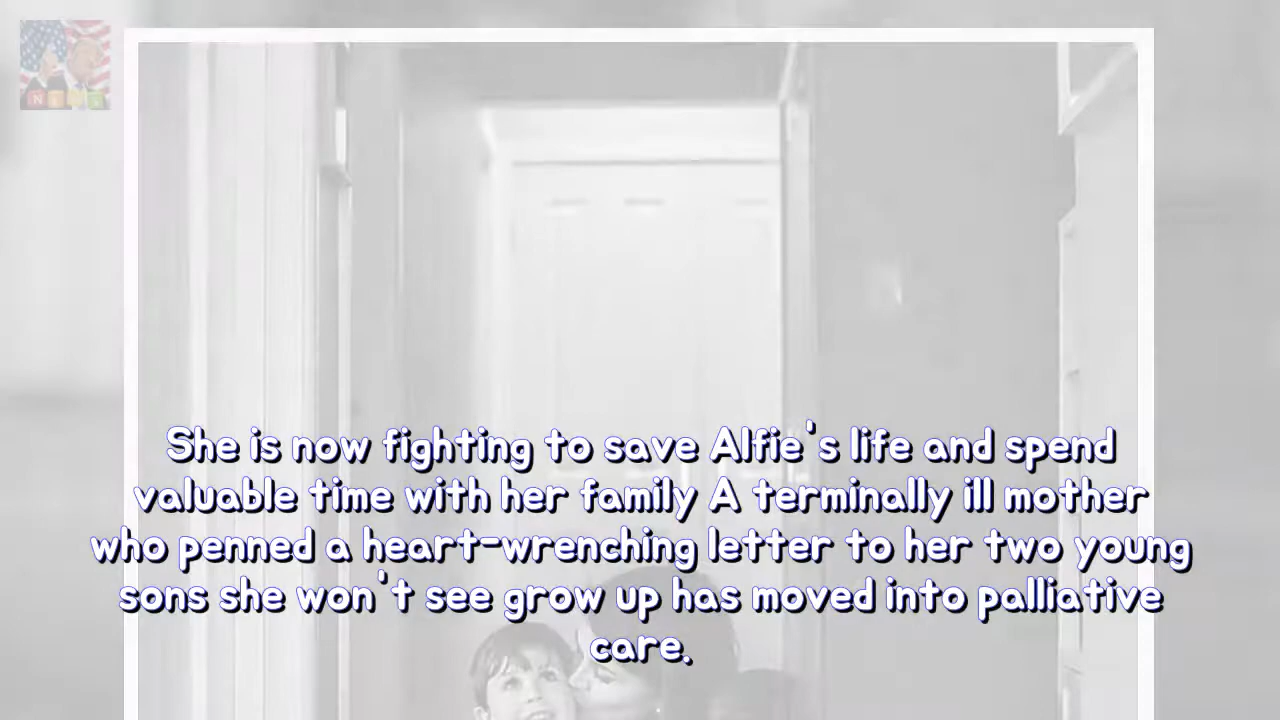 NEWS
She is now fighting to save Alfie's life and spend
valuable time with her family A terminally ill mother
who penned a heart-wrenching letter to her two young
sons she won't see grow up has moved into palliative
care.